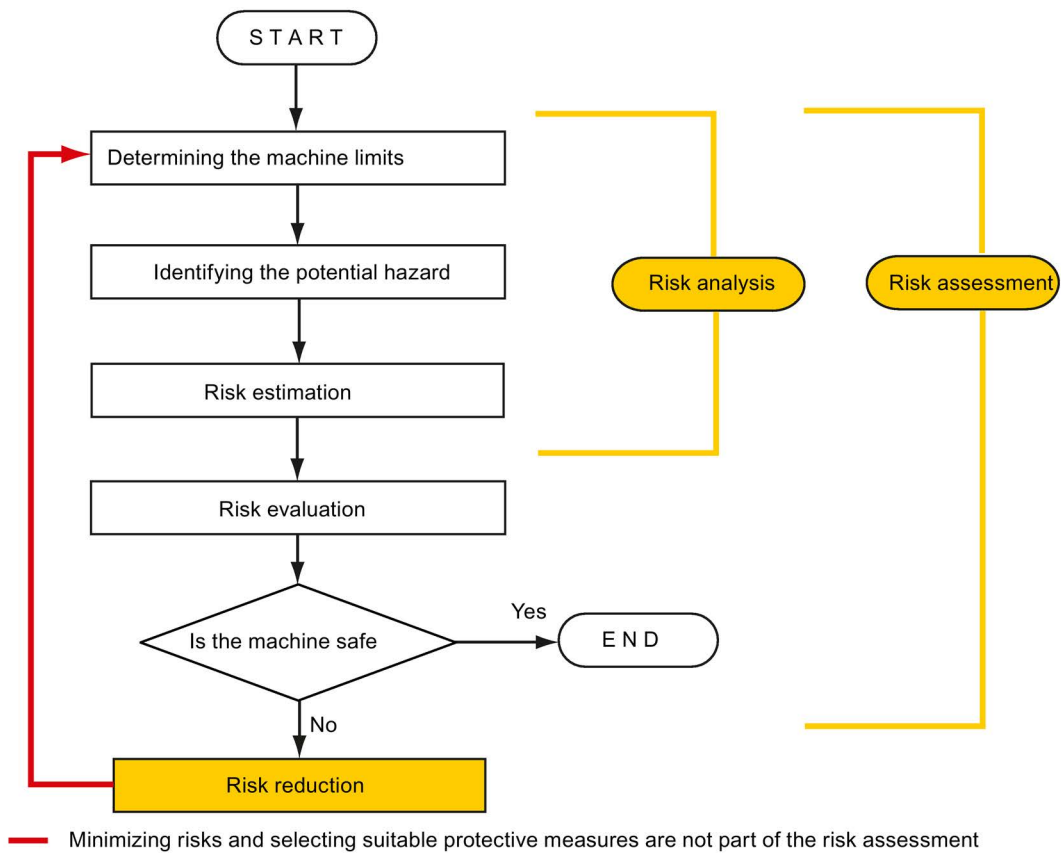 S T A R T
Determining the machine limits
Identifying the potential hazard
Risk analysis
Risk assessment
Risk estimation
Risk evaluation
Yes
Is the machine safe
E N D
No
Risk reduction
Minimizing risks and selecting suitable protective measures are not part of the risk assessment